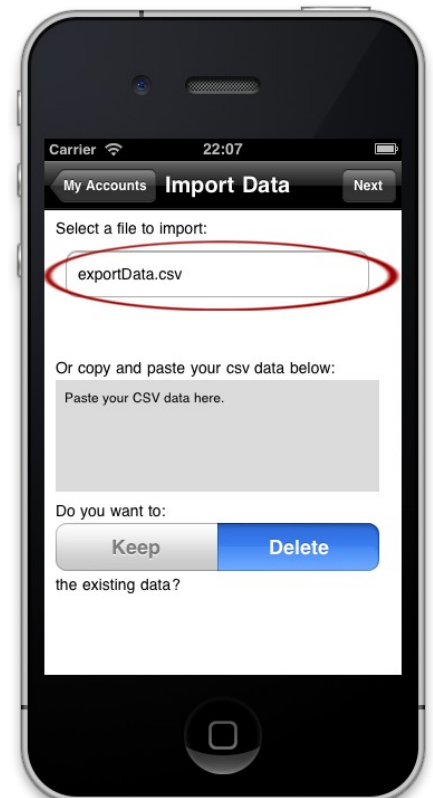 Carrier 22:07
My Accounts Import Data Next
Select a file to import:
exportData.csv
Or copy and paste your csv data below:
Paste your CSV data here.
Do you want to:
Keep Delete
the existing data?